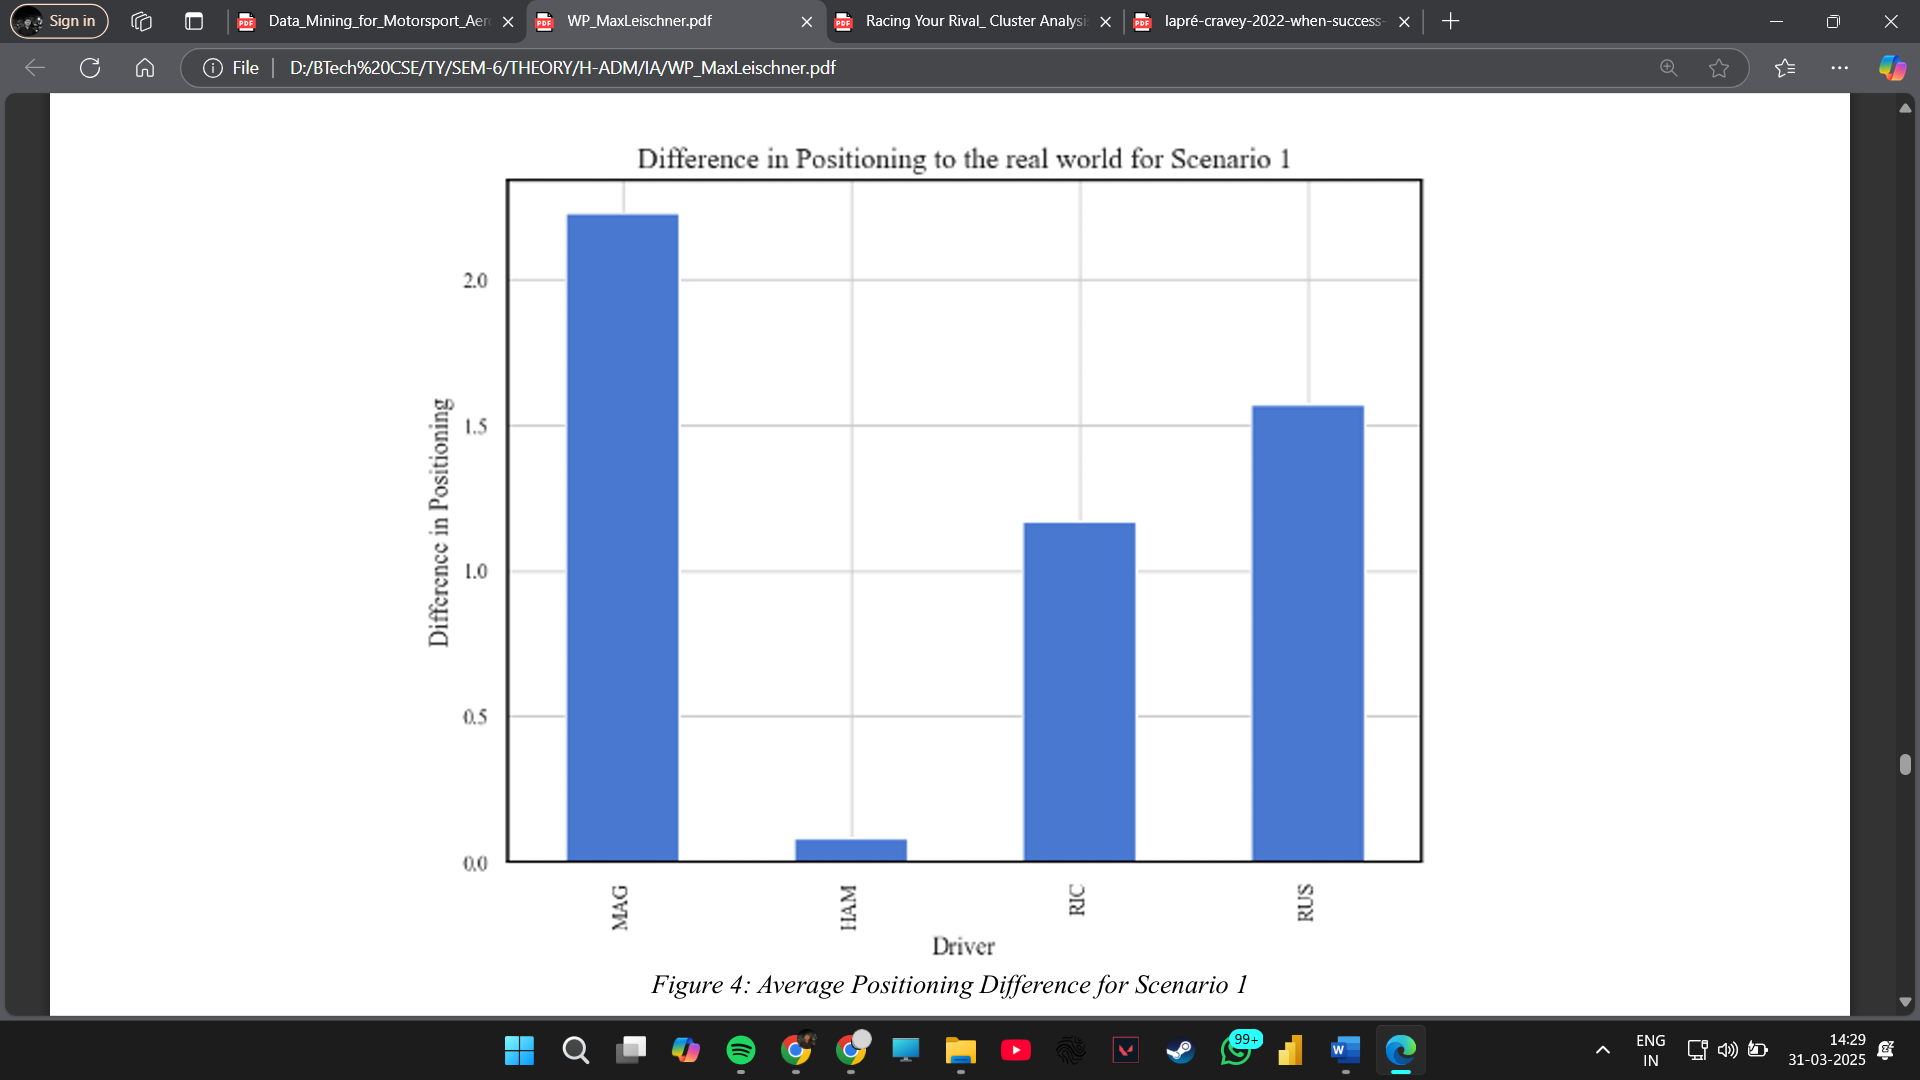 Sign in
Data_Mining_for_Motorsport_Aer
WP_MaxLeischner.pdf
Racing Your Rival_ Cluster Analysi
lapré-cravey-2022-when-success-
File
D:/BTech%20CSE/TY/SEM-6/THEORY/H-ADM/IA/WP_MaxLeischner.pdf
Difference in Positioning to the real world for Scenario 1
Difference in Positioning
2.0
1.5
1.0
0.5
0.0
MAG
HAM
RIC
RUS
Driver
Figure 4: Average Positioning Difference for Scenario 1
99+
ENG
IN
14:29
31-03-2025